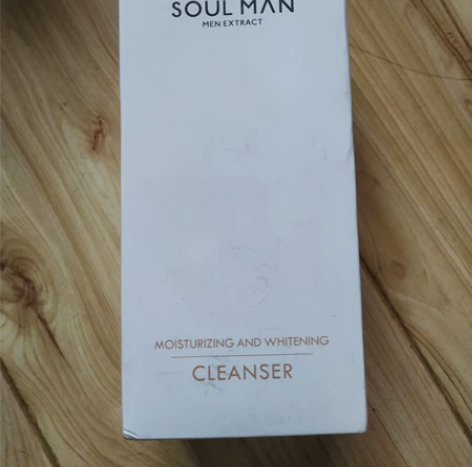 SOUL MAN
MEN EXTRACT
MOISTURIZING AND WHITENING
CLEANSER